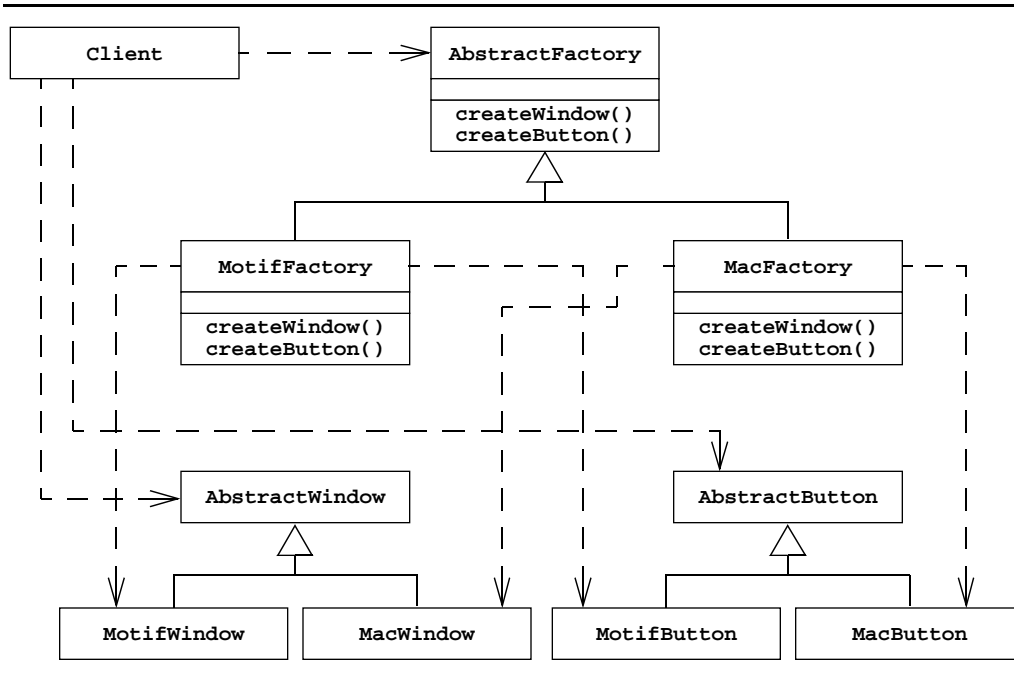 Client
AbstractFactory
createWindow()
createButton()
MotifFactory
createWindow()
createButton()
MacFactory
createWindow()
createButton()
AbstractWindow
AbstractButton
MotifWindow
MacWindow
MotifButton
MacButton